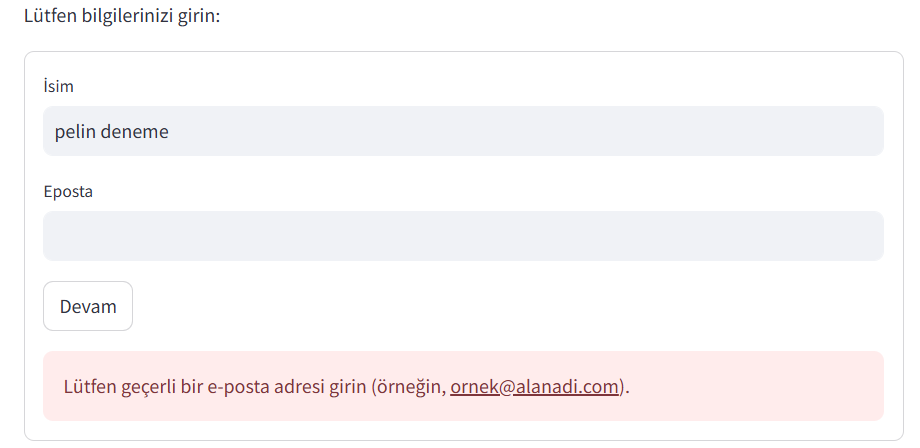 Lütfen bilgilerinizi girin:
İsim
pelin deneme
Eposta
Devam
Lütfen geçerli bir e-posta adresi girin (örneğin, ornek@alanadi.com).